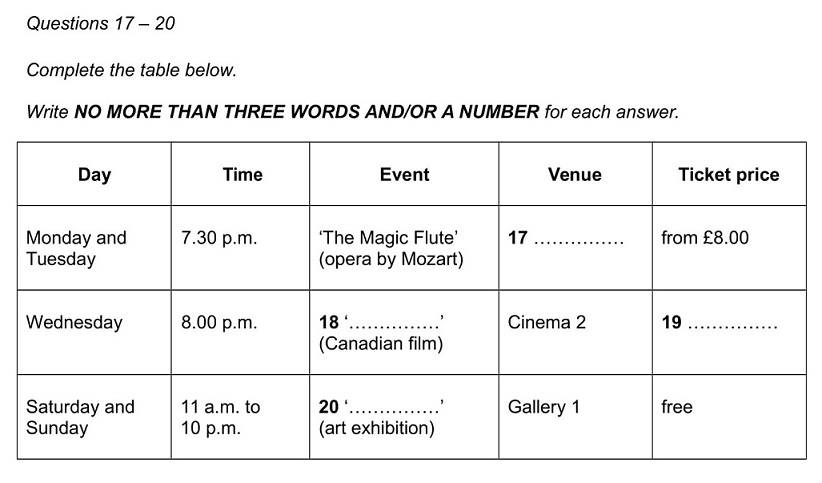 Questions 17 – 20
Complete the table below.
Write NO MORE THAN THREE WORDS AND/OR A NUMBER for each answer.
Day Time Event Venue Ticket price
Monday and Tuesday 7.30 p.m. ‘The Magic Flute’ (opera by Mozart) 17 …………… from £8.00
Wednesday 8.00 p.m. 18 ‘……………’ (Canadian film) Cinema 2 19 ……………
Saturday and Sunday 11 a.m. to 10 p.m. 20 ‘……………’ (art exhibition) Gallery 1 free